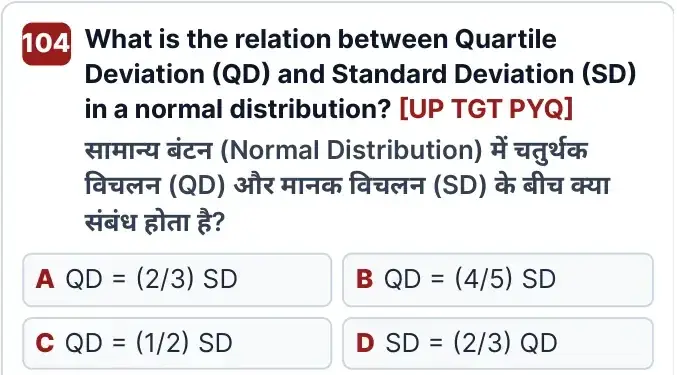 104 What is the relation between Quartile
Deviation (QD) and Standard Deviation (SD)
in a normal distribution? [UP TGT PYQ]
सामान्य बंटन (Normal Distribution) में चतुर्थक
विचलन (QD) और मानक विचलन (SD) के बीच क्या
संबंध होता है?
A QD = (2/3) SD
B QD = (4/5) SD
C QD = (1/2) SD
D SD = (2/3) QD